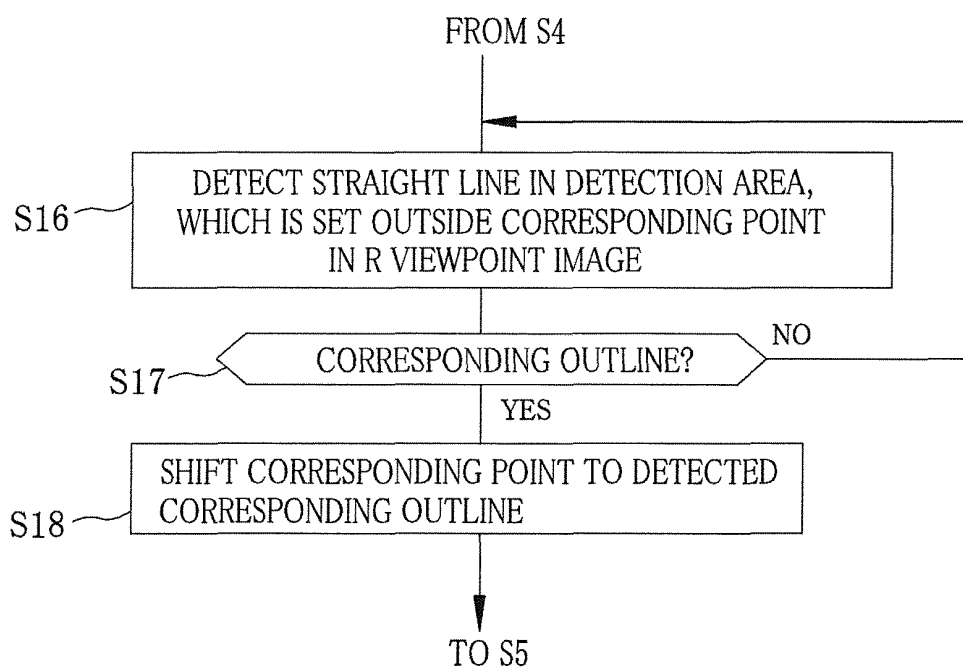 FROM S4
S16
DETECT STRAIGHT LINE IN DETECTION AREA,
WHICH IS SET OUTSIDE CORRESPONDING POINT
IN R VIEWPOINT IMAGE
S17
CORRESPONDING OUTLINE?
NO
YES
S18
SHIFT CORRESPONDING POINT TO DETECTED
CORRESPONDING OUTLINE
TO S5